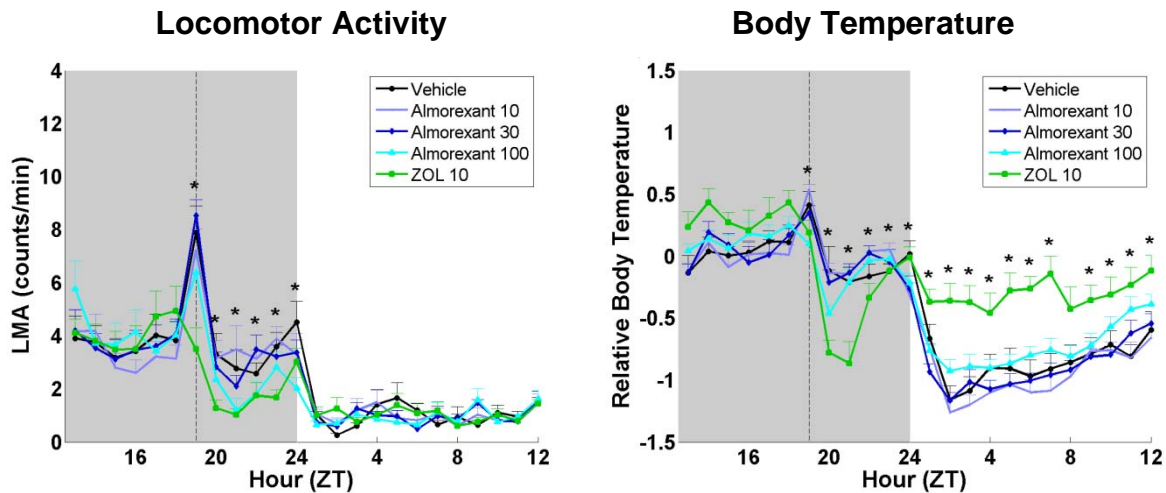 Locomotor Activity
LMA (counts/min)
4
12
10
8
6
4
2
0
Vehicle
Almorexant 10
Almorexant 30
Almorexant 100
ZOL 10
*
* * * * *
16 20 24 4 8 12
Hour (ZT)
Body Temperature
Relative Body Temperature
1.5
1
0.5
0
-0.5
-1
-1.5
Vehicle
Almorexant 10
Almorexant 30
Almorexant 100
ZOL 10
*
* * * * *
* * * * * * * * * * *
16 20 24 4 8 12
Hour (ZT)